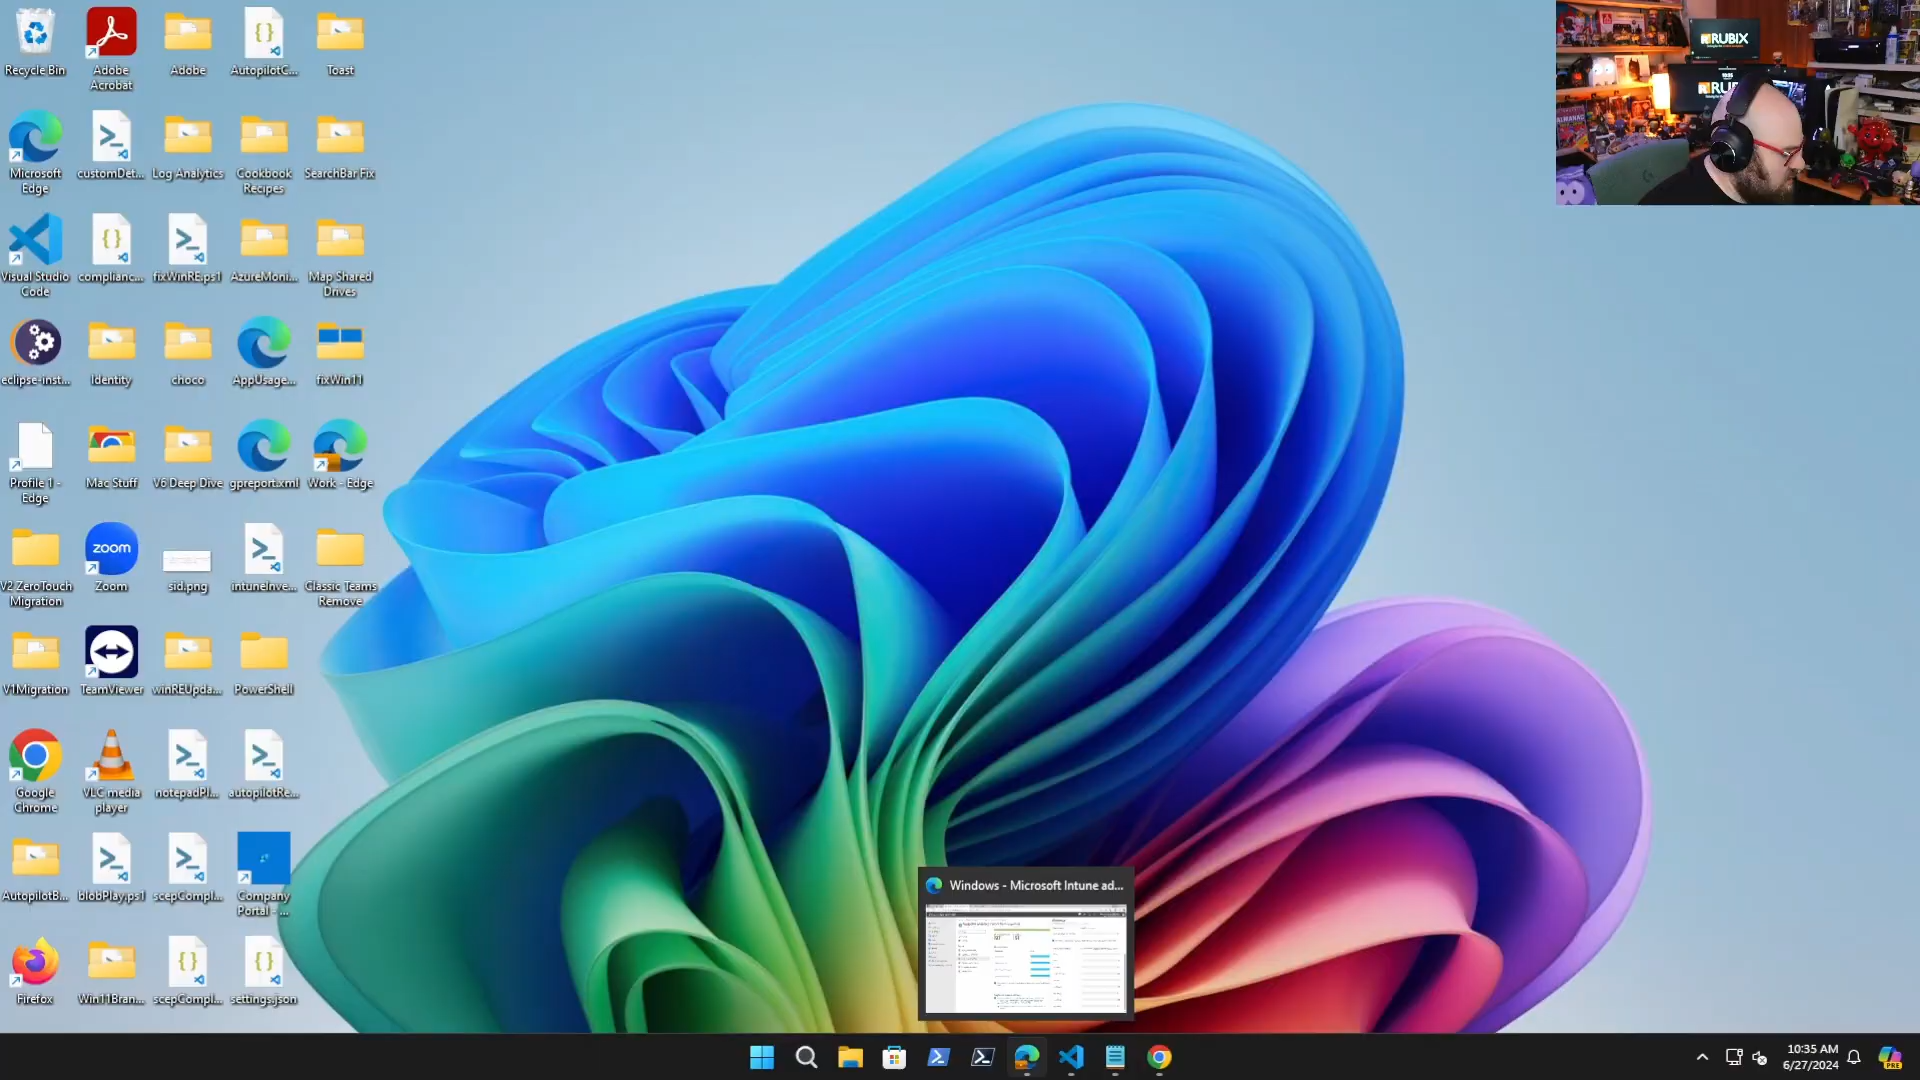 Recycle Bin
Adobe
Acrobat
Adobe
AutopilotC...
Toast
Microsoft
Edge
customDet...
Log Analytics
Cookbook
Recipes
SearchBar Fix
Visual Studio
Code
complianc...
fixWinRE.ps1
AzureMoni...
Map Shared
Drives
eclipse-inst...
Identity
choco
AppUsage...
fixWin11
Profile 1 -
Edge
Mac Stuff
V6 Deep Dive
gpreport.xml
Work - Edge
V2 ZeroTouch
Migration
zoom
Zoom
sid.png
intuneInve...
Classic Teams
Remove
V1Migration
TeamViewer
winREUpda...
PowerShell
Google
Chrome
VLC media
player
notepadPl...
autopilotRe...
AutopilotB...
blobPlay.ps1
scepCompl...
Company
Portal - ...
Firefox
Win11Bran...
scepCompl...
settings.json
RUBIX
Windows - Microsoft Intune ad...
10:35 AM
6/27/2024
PRE